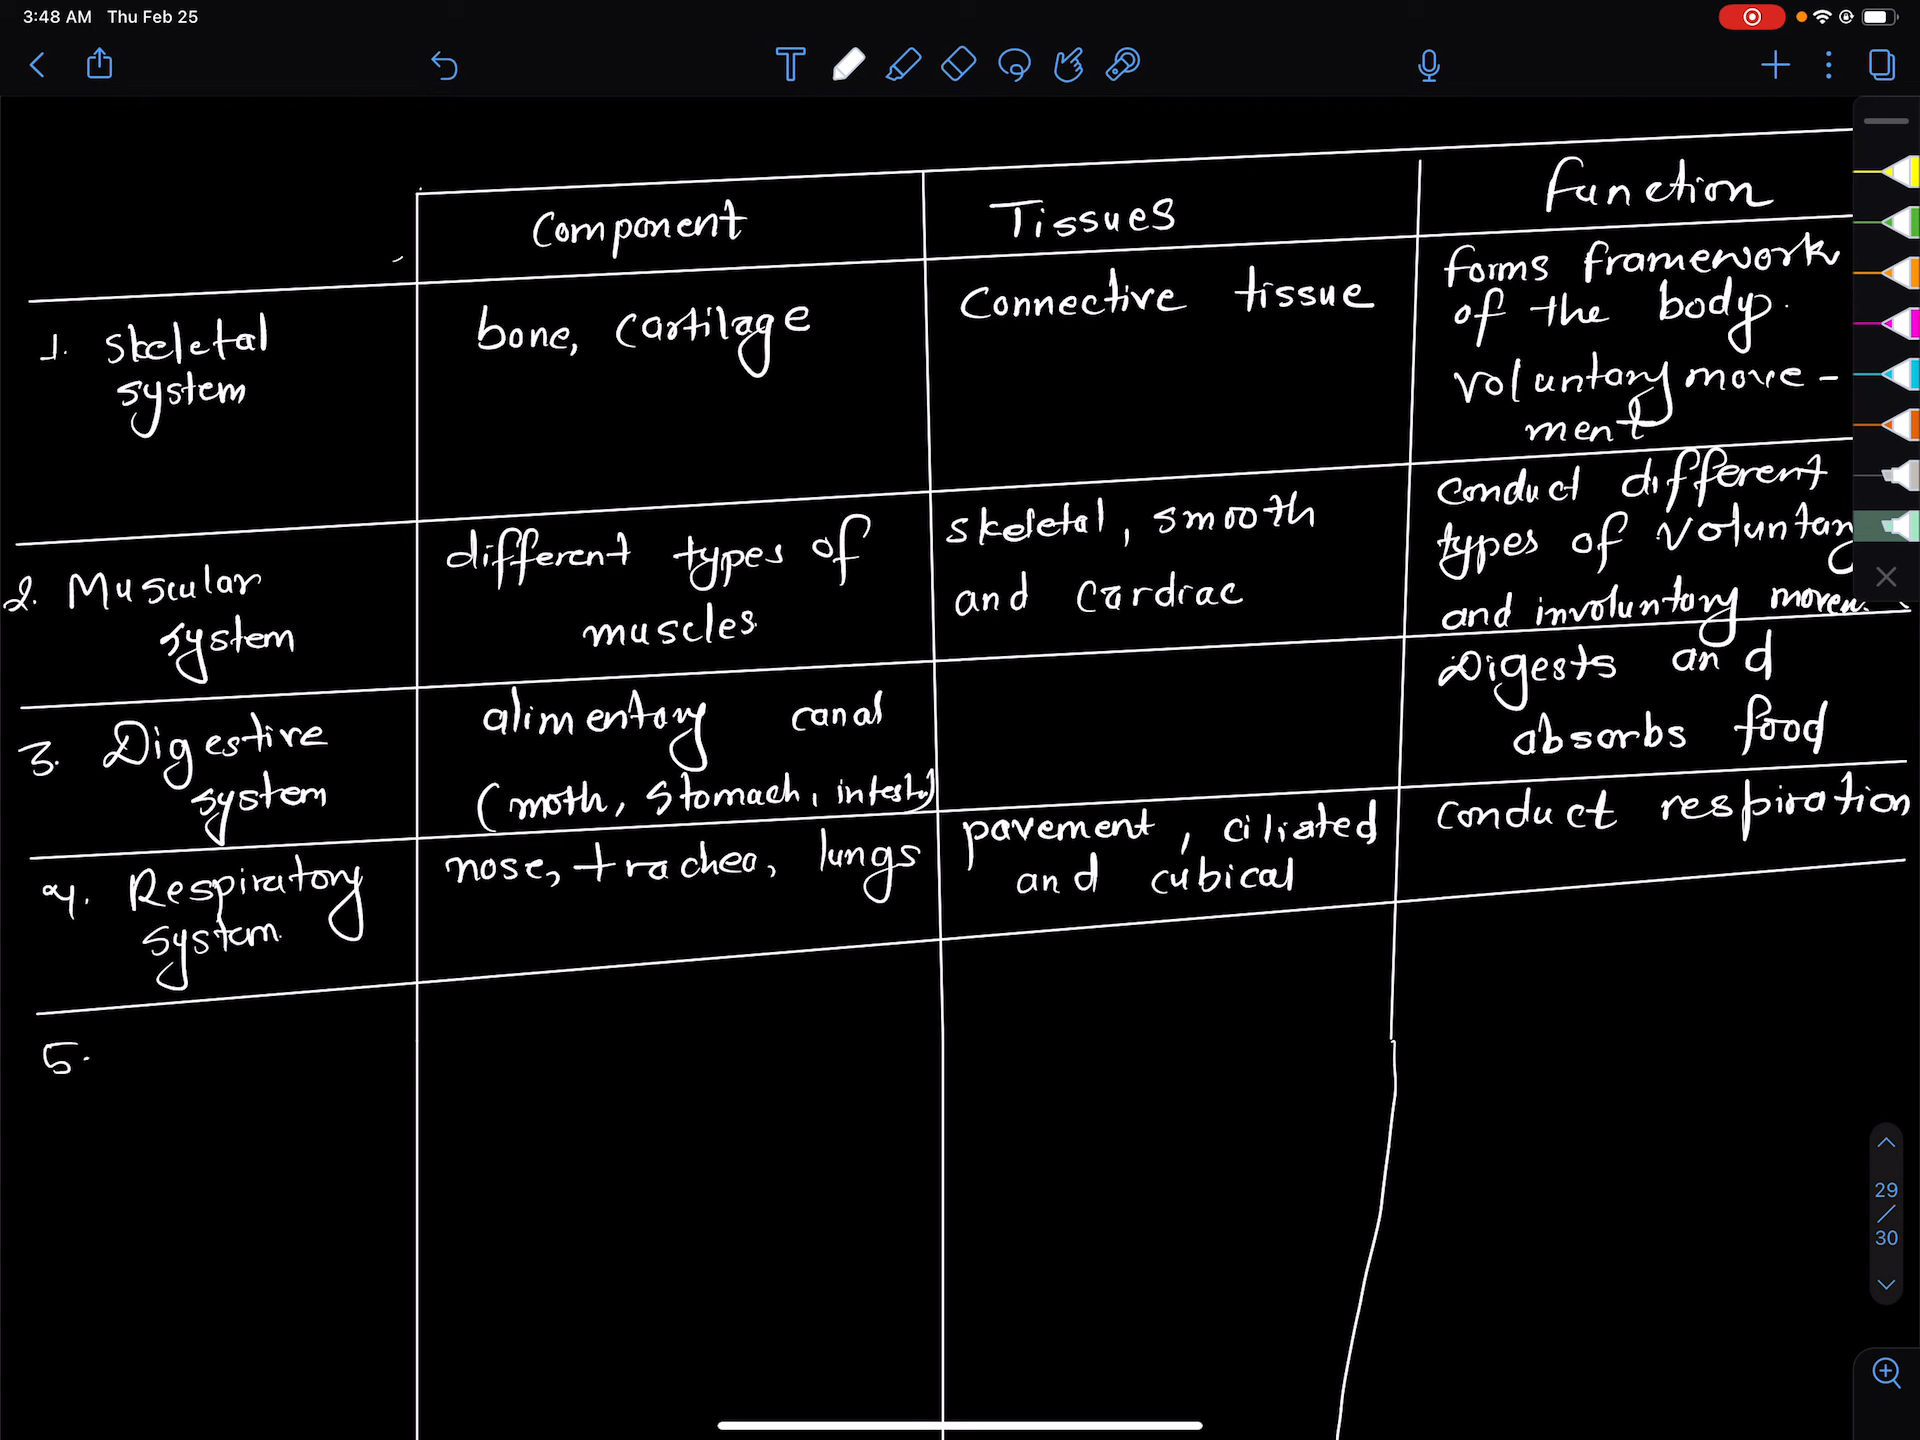 3:48 AM Thu Feb 25
Component
Tissues
function
1. Skeletal
system
bone, cartilage
Connective tissue
forms framework
of the body.
voluntary move-
ment
2. Muscular
system
different types of
muscles
skeletal, smooth
and cardiac
conduct different
types of voluntary
and involuntary movem
3. Digestive
system
alimentary canal
(moth, stomach, intest)
Digests and
absorbs food
4. Respiratory
system.
nose, trachea, lungs
pavement, ciliated
and cubical
conduct respiration
5.
29
/
30